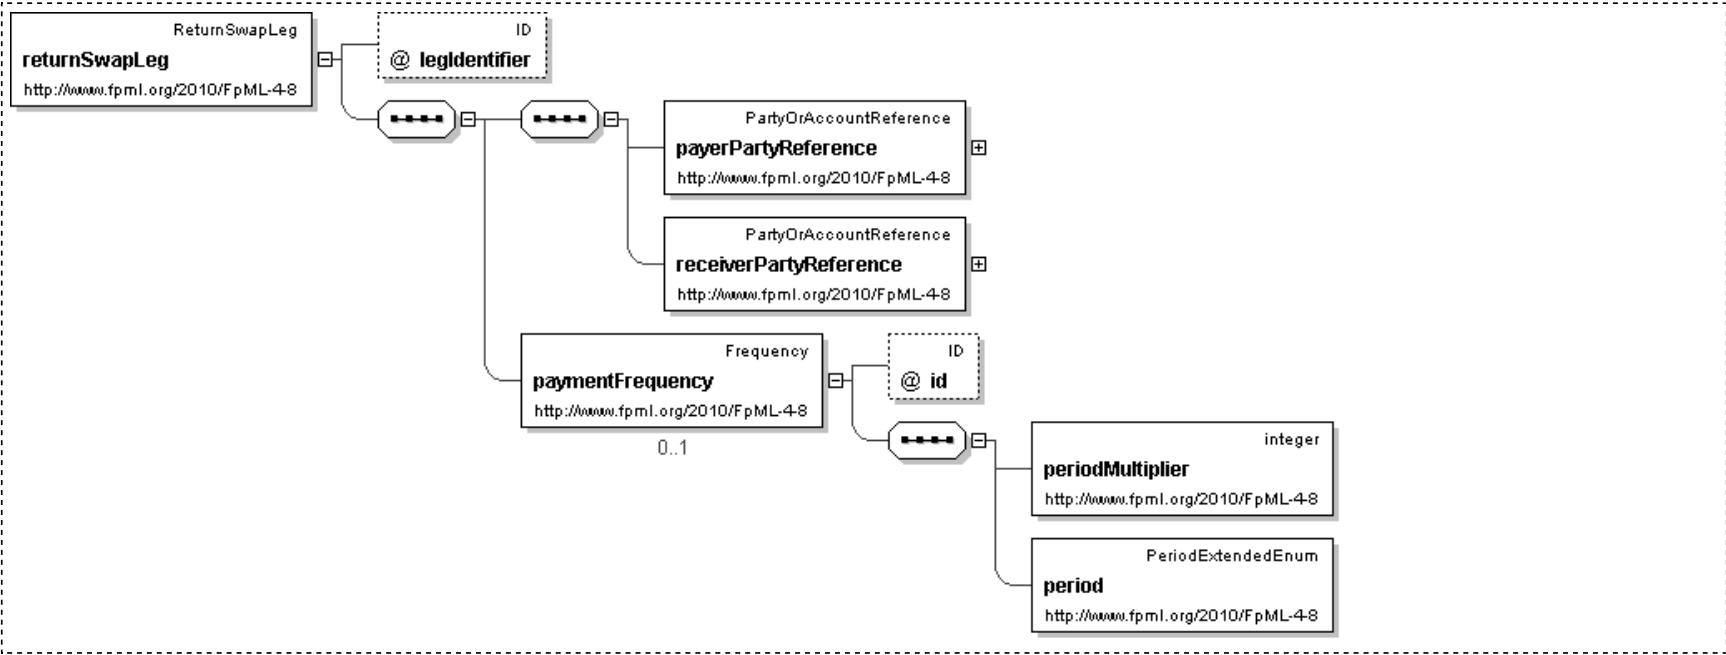 ReturnSwapLeg
returnSwapLeg
http://www.fpml.org/2010/FpML-4-8
ID
@ legIdentifier
PartyOrAccountReference
payerPartyReference
http://www.fpml.org/2010/FpML-4-8
PartyOrAccountReference
receiverPartyReference
http://www.fpml.org/2010/FpML-4-8
Frequency
paymentFrequency
http://www.fpml.org/2010/FpML-4-8
0..1
ID
@ id
integer
periodMultiplier
http://www.fpml.org/2010/FpML-4-8
PeriodExtendedEnum
period
http://www.fpml.org/2010/FpML-4-8